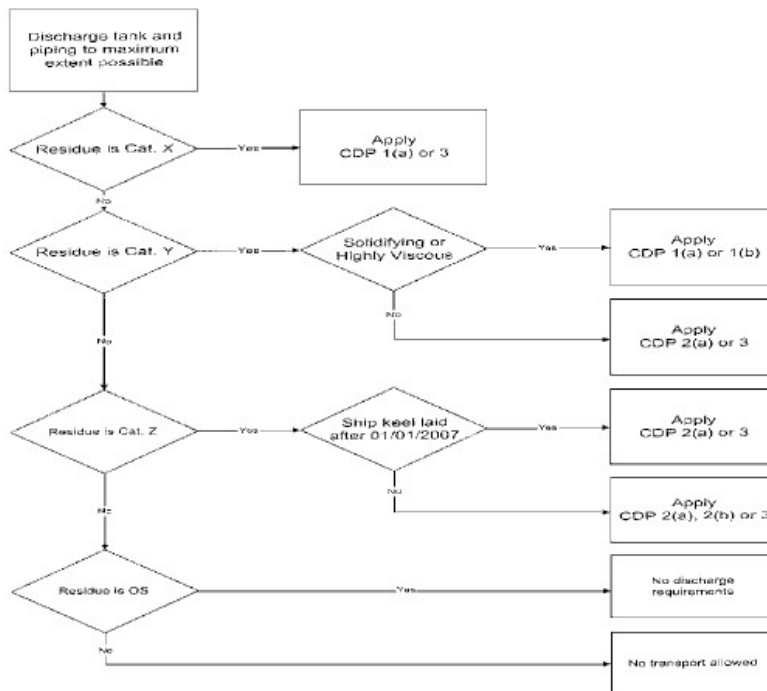 Discharge tank and
piping to maximum
extent possible
Residue is Cat. X
Yes
Apply
CDP 1(a) or 3
No
Residue is Cat. Y
Yes
Solidifying or
Highly Viscous
Yes
Apply
CDP 1(a) or 1(b)
No
Apply
CDP 2(a) or 3
No
Residue is Cat. Z
Yes
Ship keel laid
after 01/01/2007
Yes
Apply
CDP 2(a) or 3
No
Apply
CDP 2(a), 2(b) or 3
No
Residue is OS
Yes
No discharge
requirements
No
No transport allowed